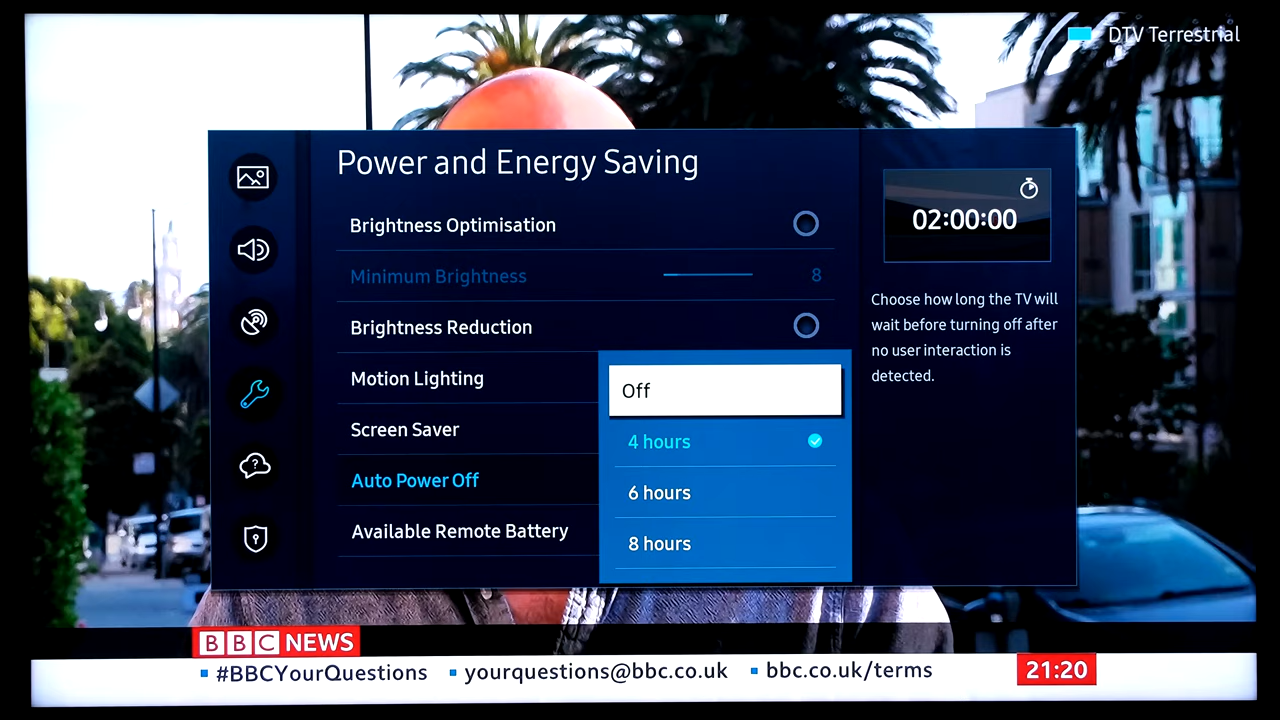 DTV Terrestrial
Power and Energy Saving
Brightness Optimisation
Minimum Brightness 8
Brightness Reduction
Motion Lighting
Screen Saver
Auto Power Off
Available Remote Battery
Off
4 hours
6 hours
8 hours
02:00:00
Choose how long the TV will
wait before turning off after
no user interaction is
detected.
BBC NEWS
#BBCYourQuestions yourquestions@bbc.co.uk bbc.co.uk/terms 21:20